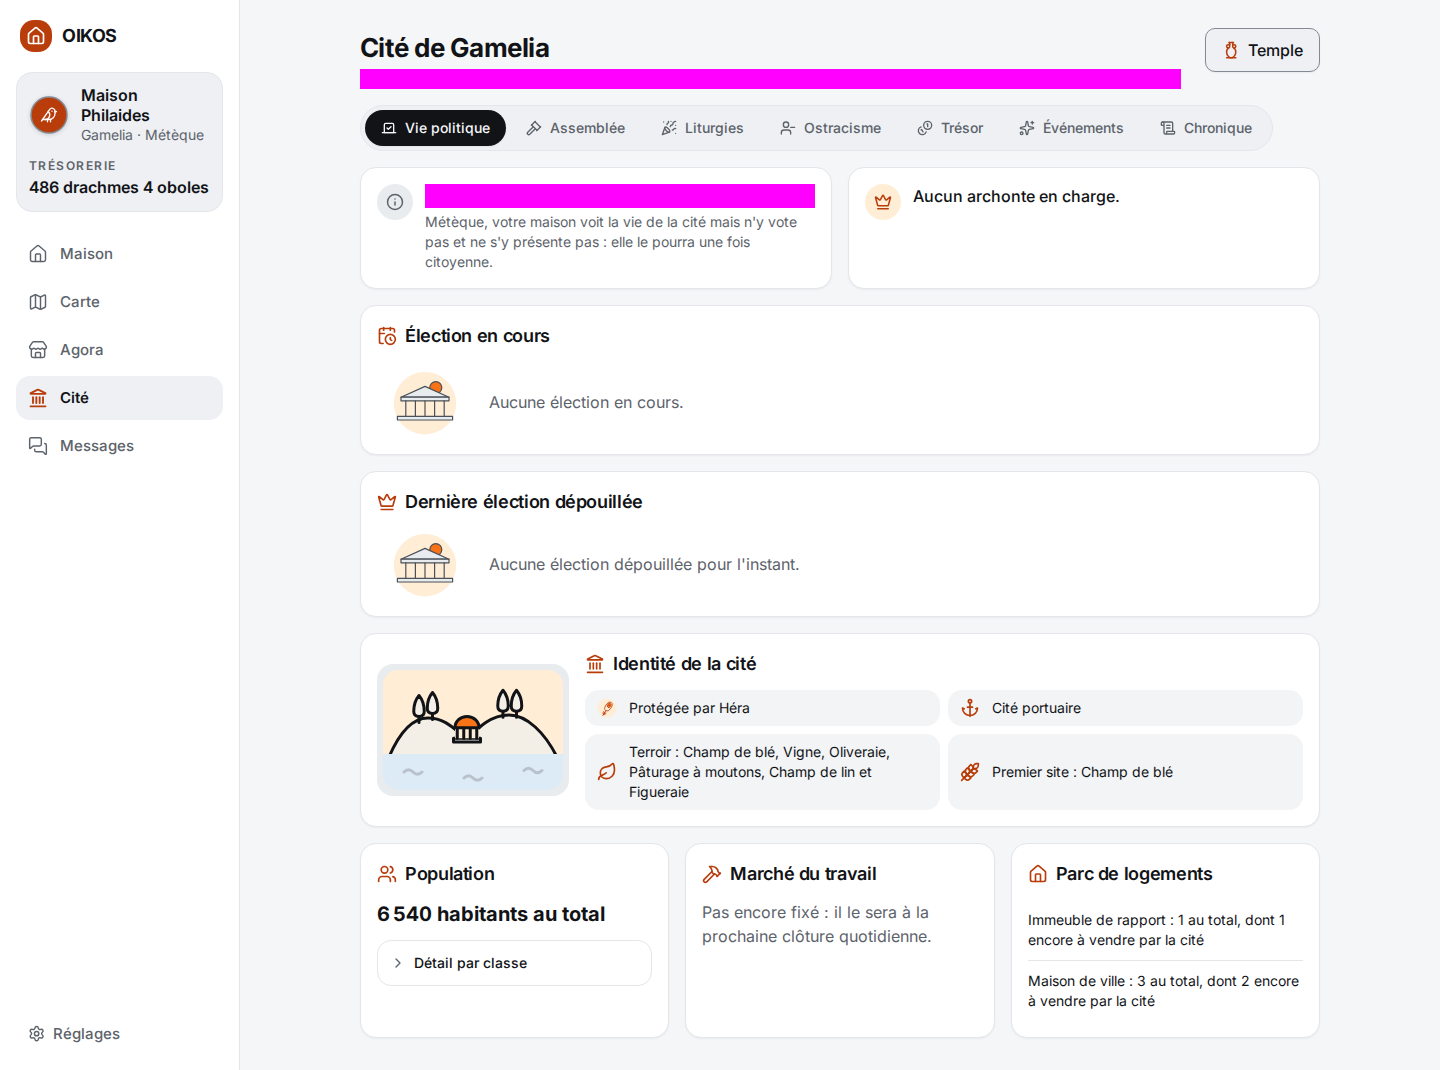 OIKOS
Maison
Philaides
Gamelia · Métèque
TRÉSORERIE
486 drachmes 4 oboles
Maison
Carte
Agora
Cité
Messages
Réglages
Cité de Gamelia
Temple
Vie politique
Assemblée
Liturgies
Ostracisme
Trésor
Événements
Chronique
Métèque, votre maison voit la vie de la cité mais n'y vote
pas et ne s'y présente pas : elle le pourra une fois
citoyenne.
Aucun archonte en charge.
Élection en cours
Aucune élection en cours.
Dernière élection dépouillée
Aucune élection dépouillée pour l'instant.
Identité de la cité
Protégée par Héra
Cité portuaire
Terroir : Champ de blé, Vigne, Oliveraie,
Pâturage à moutons, Champ de lin et
Figueraie
Premier site : Champ de blé
Population
6 540 habitants au total
Détail par classe
Marché du travail
Pas encore fixé : il le sera à la
prochaine clôture quotidienne.
Parc de logements
Immeuble de rapport : 1 au total, dont 1
encore à vendre par la cité
Maison de ville : 3 au total, dont 2 encore
à vendre par la cité